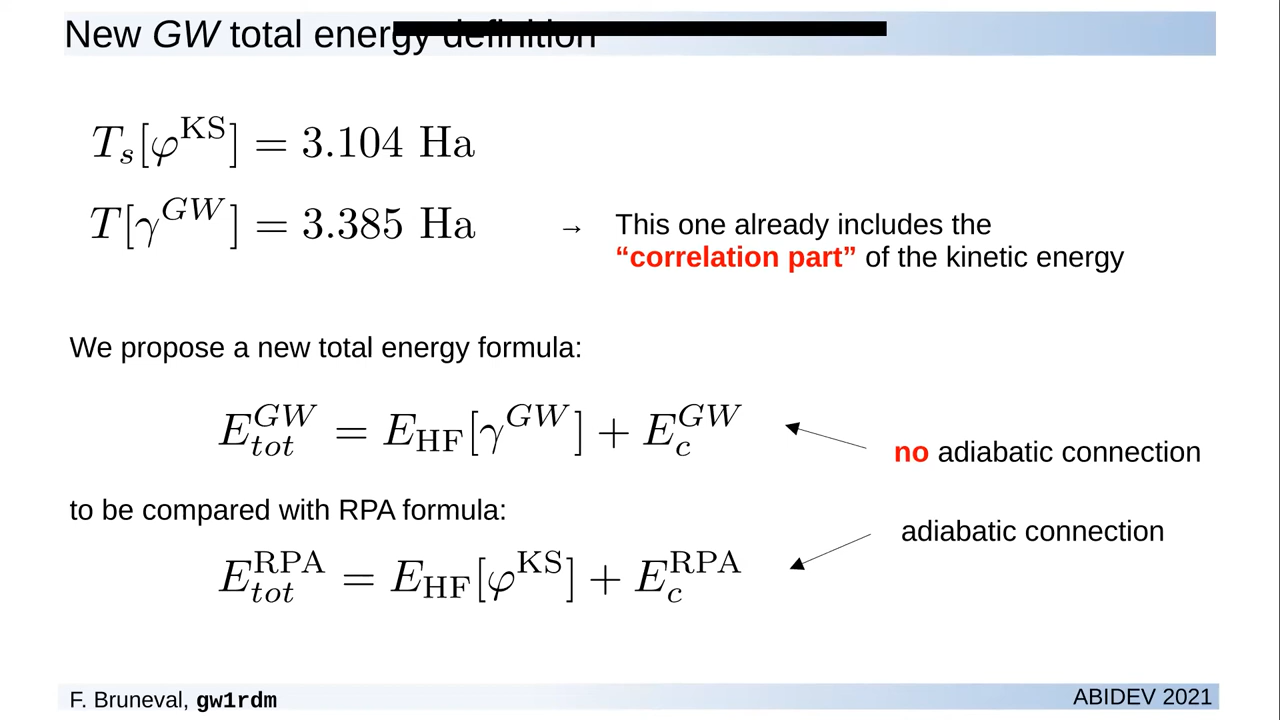 New GW total energy definition
T_s[φ^KS] = 3.104 Ha
T[γ^GW] = 3.385 Ha → This one already includes the
“correlation part” of the kinetic energy
We propose a new total energy formula:
E_tot^GW = E_HF[γ^GW] + E_c^GW
no adiabatic connection
to be compared with RPA formula:
adiabatic connection
E_tot^RPA = E_HF[φ^KS] + E_c^RPA
F. Bruneval, gw1rdm
ABIDEV 2021